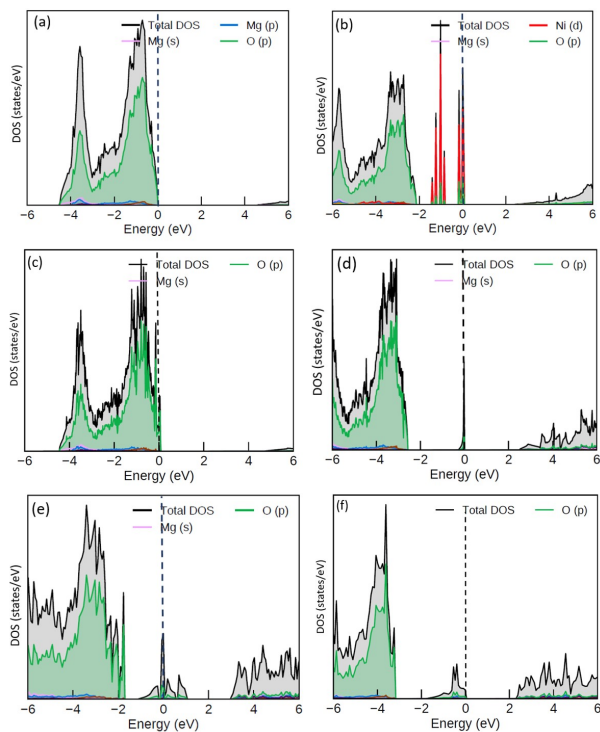 (a)
Total DOS
Mg (p)
Mg (s)
O (p)
DOS (states/eV)
−6 −4 −2 0 2 4 6
Energy (eV)
(b)
Total DOS
Ni (d)
Mg (s)
O (p)
DOS (states/eV)
−6 −4 −2 0 2 4 6
Energy (eV)
(c)
Total DOS
O (p)
Mg (s)
DOS (states/eV)
−6 −4 −2 0 2 4 6
Energy (eV)
(d)
Total DOS
O (p)
Mg (s)
DOS (states/eV)
−6 −4 −2 0 2 4 6
Energy (eV)
(e)
Total DOS
O (p)
Mg (s)
DOS (states/eV)
−6 −4 −2 0 2 4 6
Energy (eV)
(f)
Total DOS
O (p)
DOS (states/eV)
−6 −4 −2 0 2 4 6
Energy (eV)